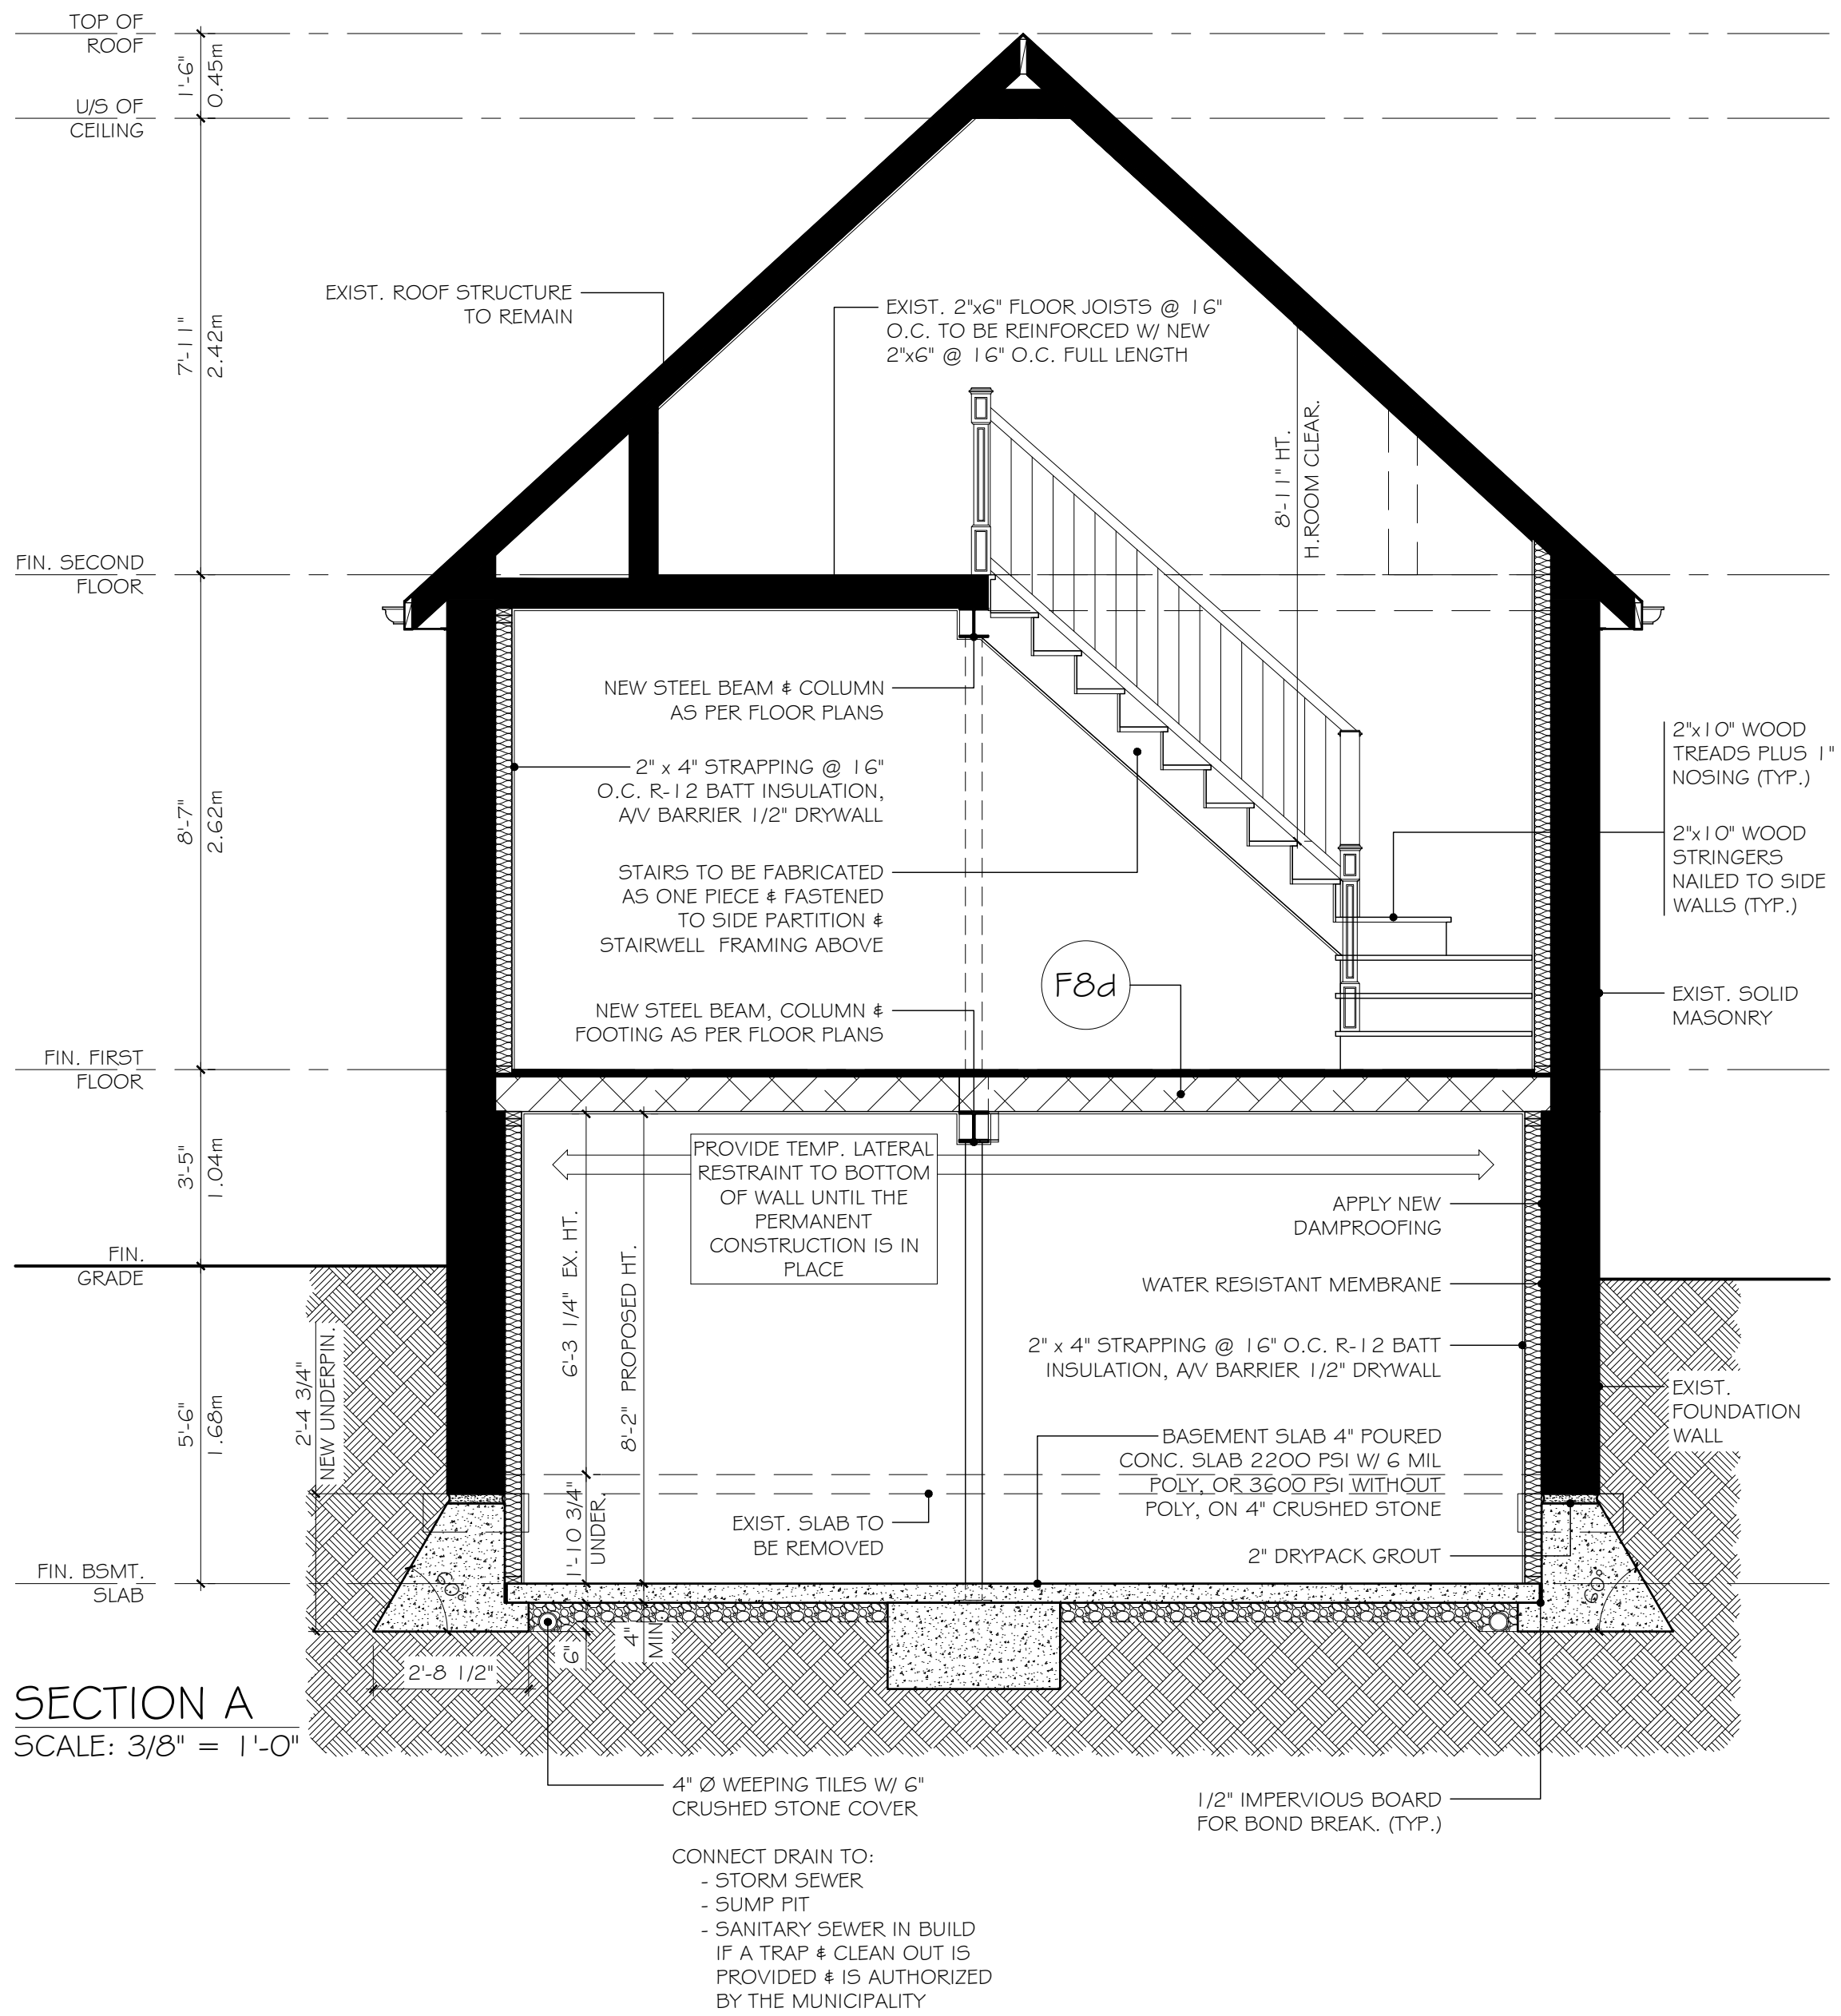 TOP OF
ROOF
1'-6"
0.45m
U/S OF
CEILING
7'-11"
2.42m
EXIST. ROOF STRUCTURE
TO REMAIN
EXIST. 2"x6" FLOOR JOISTS @ 16"
O.C. TO BE REINFORCED W/ NEW
2"x6" @ 16" O.C. FULL LENGTH
8'-11" HT.
H.ROOM CLEAR.
FIN. SECOND
FLOOR
8'-7"
2.62m
NEW STEEL BEAM & COLUMN
AS PER FLOOR PLANS
2" x 4" STRAPPING @ 16"
O.C. R-12 BATT INSULATION,
A/V BARRIER 1/2" DRYWALL
STAIRS TO BE FABRICATED
AS ONE PIECE & FASTENED
TO SIDE PARTITION &
STAIRWELL FRAMING ABOVE
NEW STEEL BEAM, COLUMN &
FOOTING AS PER FLOOR PLANS
F8d
2"x10" WOOD
TREADS PLUS 1"
NOSING (TYP.)
2"x10" WOOD
STRINGERS
NAILED TO SIDE
WALLS (TYP.)
EXIST. SOLID
MASONRY
FIN. FIRST
FLOOR
3'-5"
1.04m
PROVIDE TEMP. LATERAL
RESTRAINT TO BOTTOM
OF WALL UNTIL THE
PERMANENT
CONSTRUCTION IS IN
PLACE
6'-3 1/4" EX. HT.
8'-2" PROPOSED HT.
APPLY NEW
DAMPROOFING
WATER RESISTANT MEMBRANE
2" x 4" STRAPPING @ 16" O.C. R-12 BATT
INSULATION, A/V BARRIER 1/2" DRYWALL
FIN.
GRADE
5'-6"
1.68m
2'-4 3/4"
NEW UNDERPIN.
EXIST.
FOUNDATION
WALL
BASEMENT SLAB 4" POURED
CONC. SLAB 2200 PSI W/ 6 MIL
POLY, OR 3600 PSI WITHOUT
POLY, ON 4" CRUSHED STONE
1'-10 3/4"
UNDER.
EXIST. SLAB TO
BE REMOVED
2" DRYPACK GROUT
FIN. BSMT.
SLAB
60°
60°
6"
4"
MIN.
2'-8 1/2"
SECTION A
SCALE: 3/8" = 1'-0"
4" Ø WEEPING TILES W/ 6"
CRUSHED STONE COVER
1/2" IMPERVIOUS BOARD
FOR BOND BREAK. (TYP.)
CONNECT DRAIN TO:
- STORM SEWER
- SUMP PIT
- SANITARY SEWER IN BUILD
IF A TRAP & CLEAN OUT IS
PROVIDED & IS AUTHORIZED
BY THE MUNICIPALITY